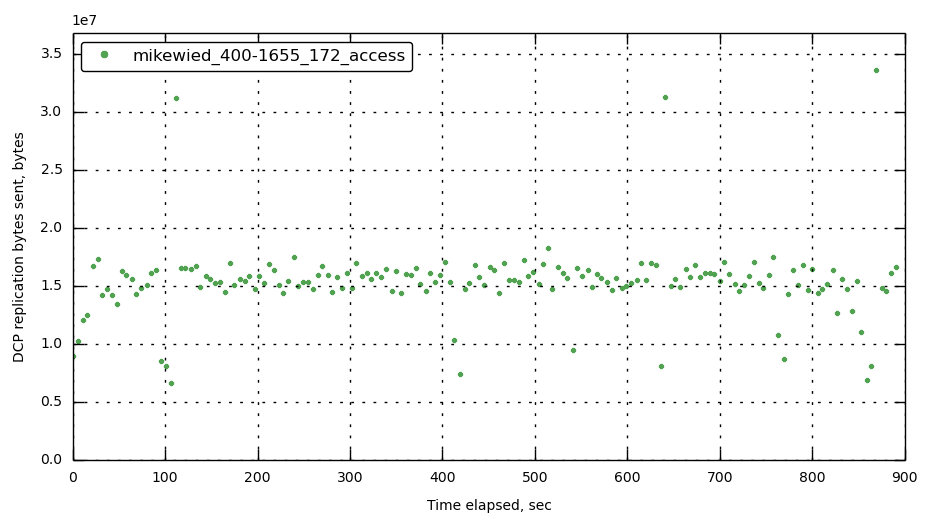 1e7
mikewied_400-1655_172_access
3.5
3.0
2.5
2.0
1.5
1.0
0.5
0.0
DCP replication bytes sent, bytes
0 100 200 300 400 500 600 700 800 900
Time elapsed, sec